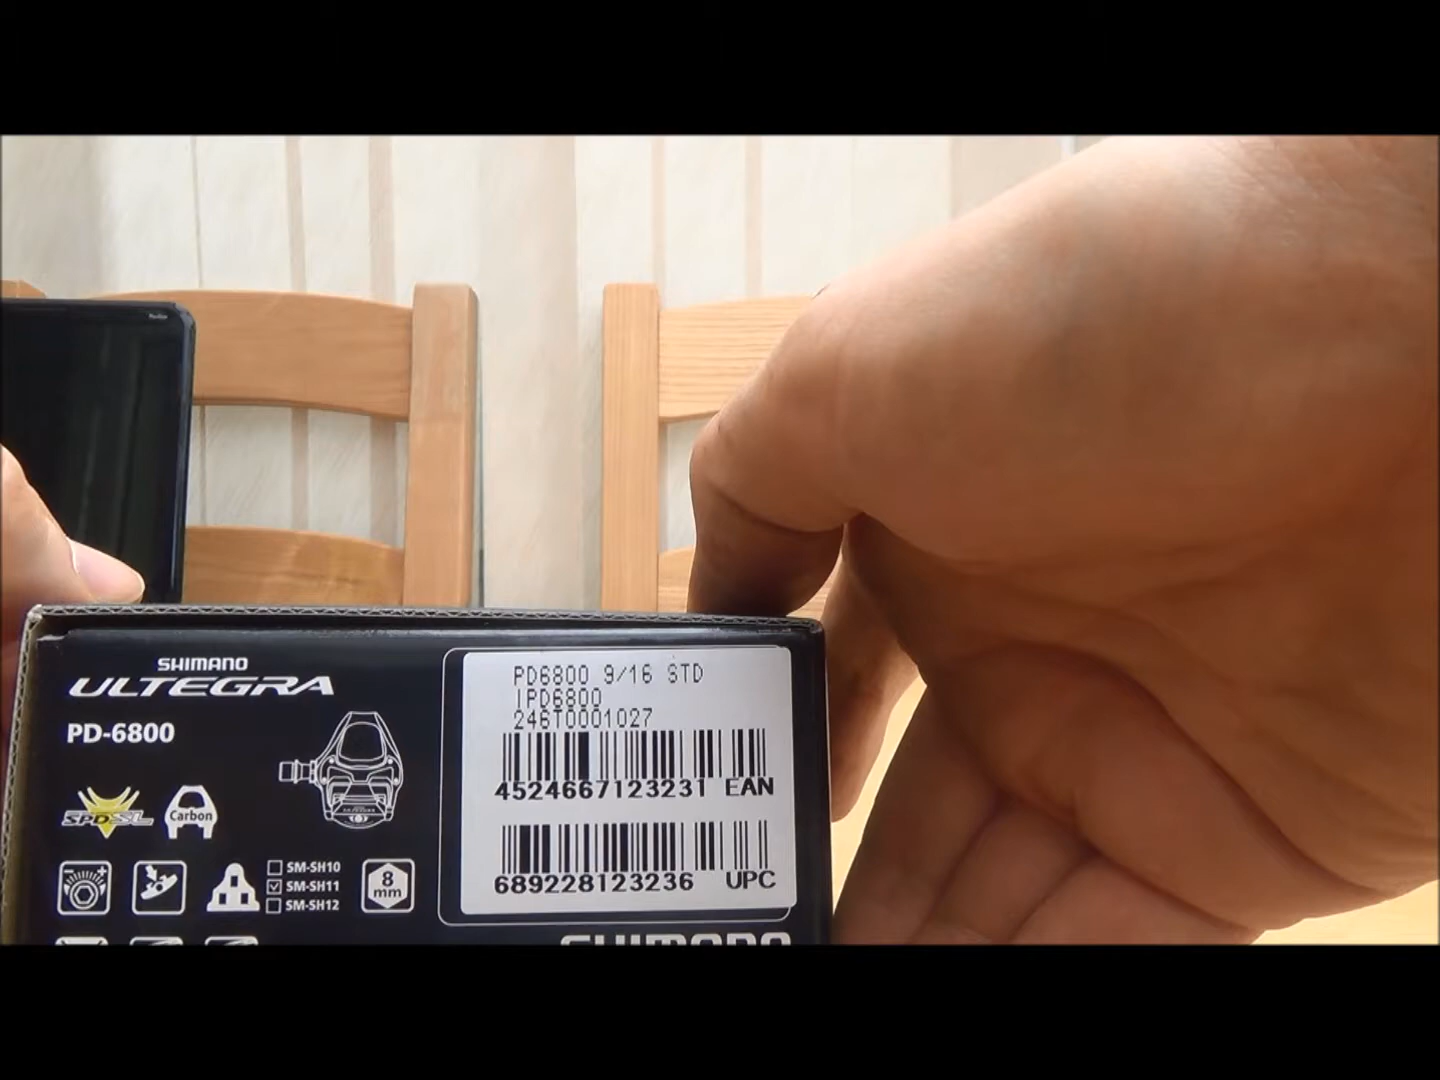 SHIMANO
ULTEGRA
PD-6800
SPD-SL
Carbon
SM-SH10
SM-SH11
SM-SH12
8
mm
PD6800 9/16 STD
IPD6800
246T0001027
4524667123231 EAN
689228123236 UPC
SHIMANO